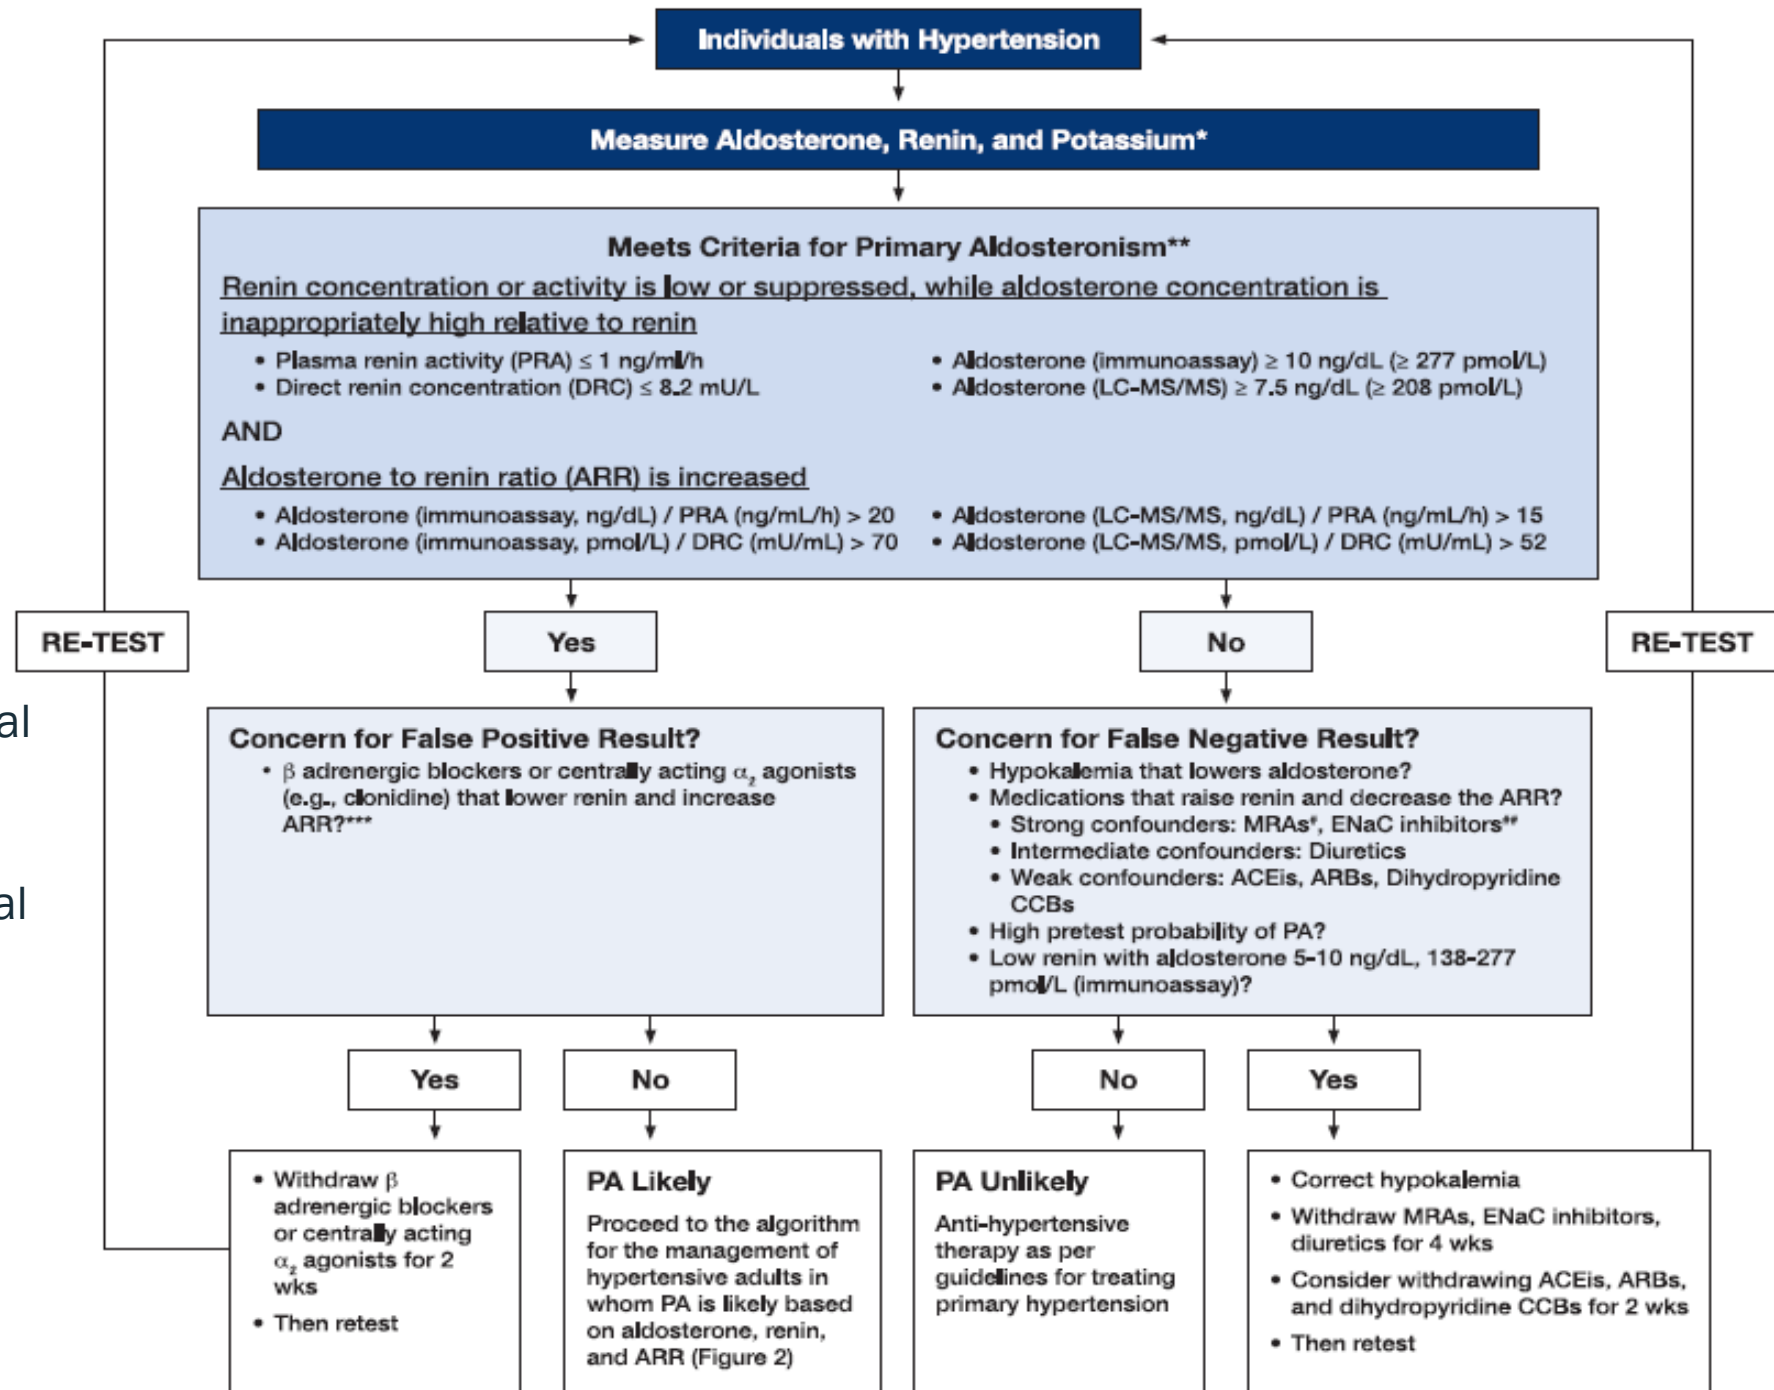 Individuals with Hypertension
Measure Aldosterone, Renin, and Potassium*
Meets Criteria for Primary Aldosteronism**
Renin concentration or activity is low or suppressed, while aldosterone concentration is
inappropriately high relative to renin
• Plasma renin activity (PRA) ≤ 1 ng/ml/h
• Direct renin concentration (DRC) ≤ 8.2 mU/L
• Aldosterone (immunoassay) ≥ 10 ng/dL (≥ 277 pmol/L)
• Aldosterone (LC-MS/MS) ≥ 7.5 ng/dL (≥ 208 pmol/L)
AND
Aldosterone to renin ratio (ARR) is increased
• Aldosterone (immunoassay, ng/dL) / PRA (ng/mL/h) > 20
• Aldosterone (immunoassay, pmol/L) / DRC (mU/mL) > 70
• Aldosterone (LC-MS/MS, ng/dL) / PRA (ng/mL/h) > 15
• Aldosterone (LC-MS/MS, pmol/L) / DRC (mU/mL) > 52
RE-TEST
Yes
No
RE-TEST
al
al
Concern for False Positive Result?
• β adrenergic blockers or centrally acting α₂ agonists
(e.g., clonidine) that lower renin and increase
ARR?***
Concern for False Negative Result?
• Hypokalemia that lowers aldosterone?
• Medications that raise renin and decrease the ARR?
• Strong confounders: MRAs#, ENaC inhibitors##
• Intermediate confounders: Diuretics
• Weak confounders: ACEis, ARBs, Dihydropyridine
CCBs
• High pretest probability of PA?
• Low renin with aldosterone 5-10 ng/dL, 138-277
pmol/L (immunoassay)?
Yes
No
No
Yes
• Withdraw β
adrenergic blockers
or centrally acting
α₂ agonists for 2
wks
• Then retest
PA Likely
Proceed to the algorithm
for the management of
hypertensive adults in
whom PA is likely based
on aldosterone, renin,
and ARR (Figure 2)
PA Unlikely
Anti-hypertensive
therapy as per
guidelines for treating
primary hypertension
• Correct hypokalemia
• Withdraw MRAs, ENaC inhibitors,
diuretics for 4 wks
• Consider withdrawing ACEis, ARBs,
and dihydropyridine CCBs for 2 wks
• Then retest